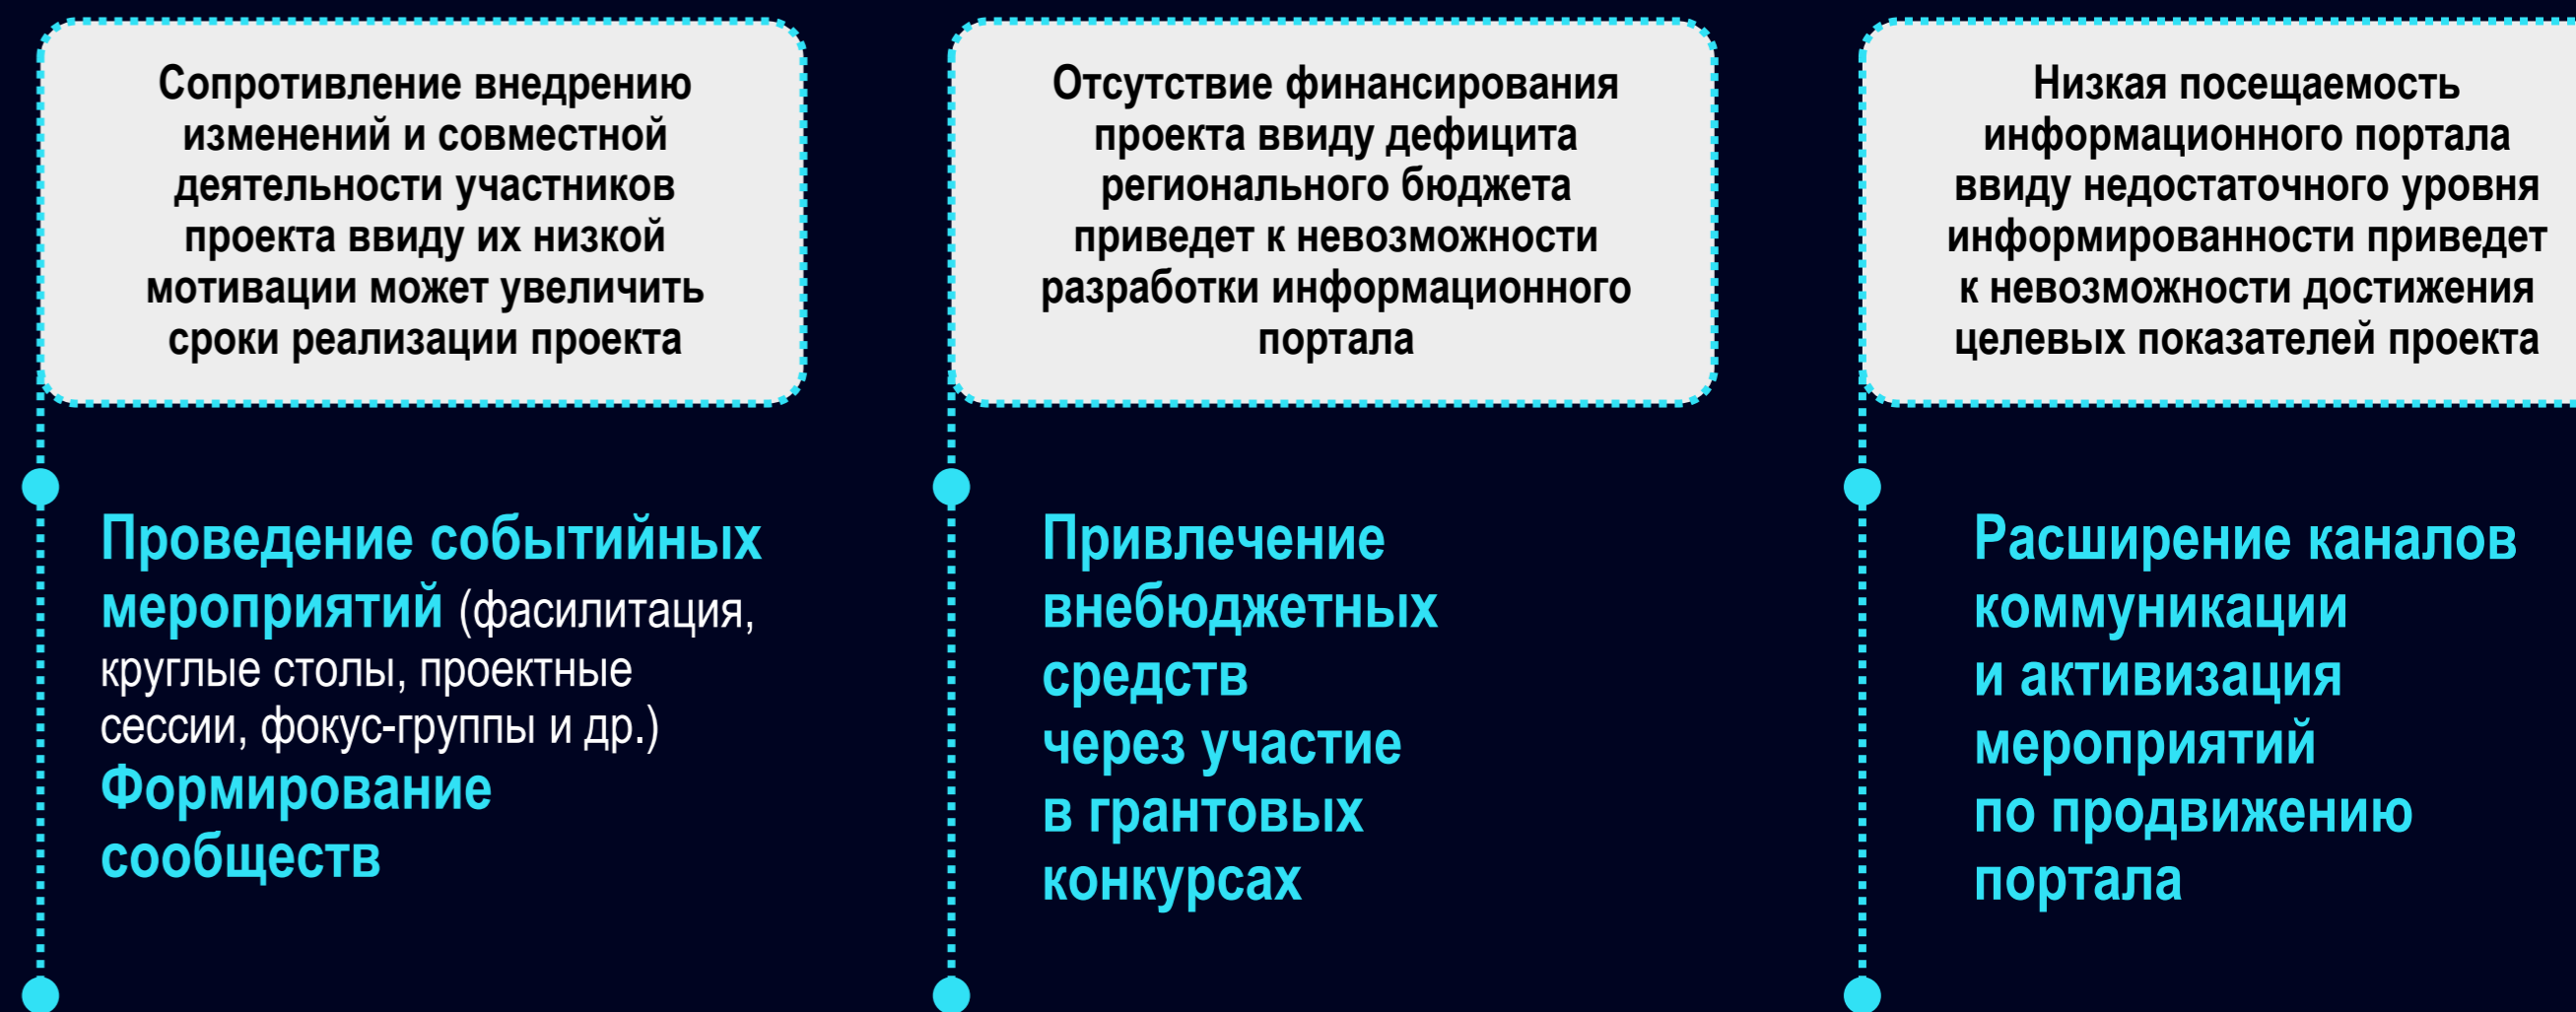 Сопротивление внедрению
изменений и совместной
деятельности участников
проекта ввиду их низкой
мотивации может увеличить
сроки реализации проекта
Проведение событийных
мероприятий (фасилитация,
круглые столы, проектные
сессии, фокус-группы и др.)
Формирование
сообществ
Отсутствие финансирования
проекта ввиду дефицита
регионального бюджета
приведет к невозможности
разработки информационного
портала
Привлечение
внебюджетных
средств
через участие
в грантовых
конкурсах
Низкая посещаемость
информационного портала
ввиду недостаточного уровня
информированности приведет
к невозможности достижения
целевых показателей проекта
Расширение каналов
коммуникации
и активизация
мероприятий
по продвижению
портала